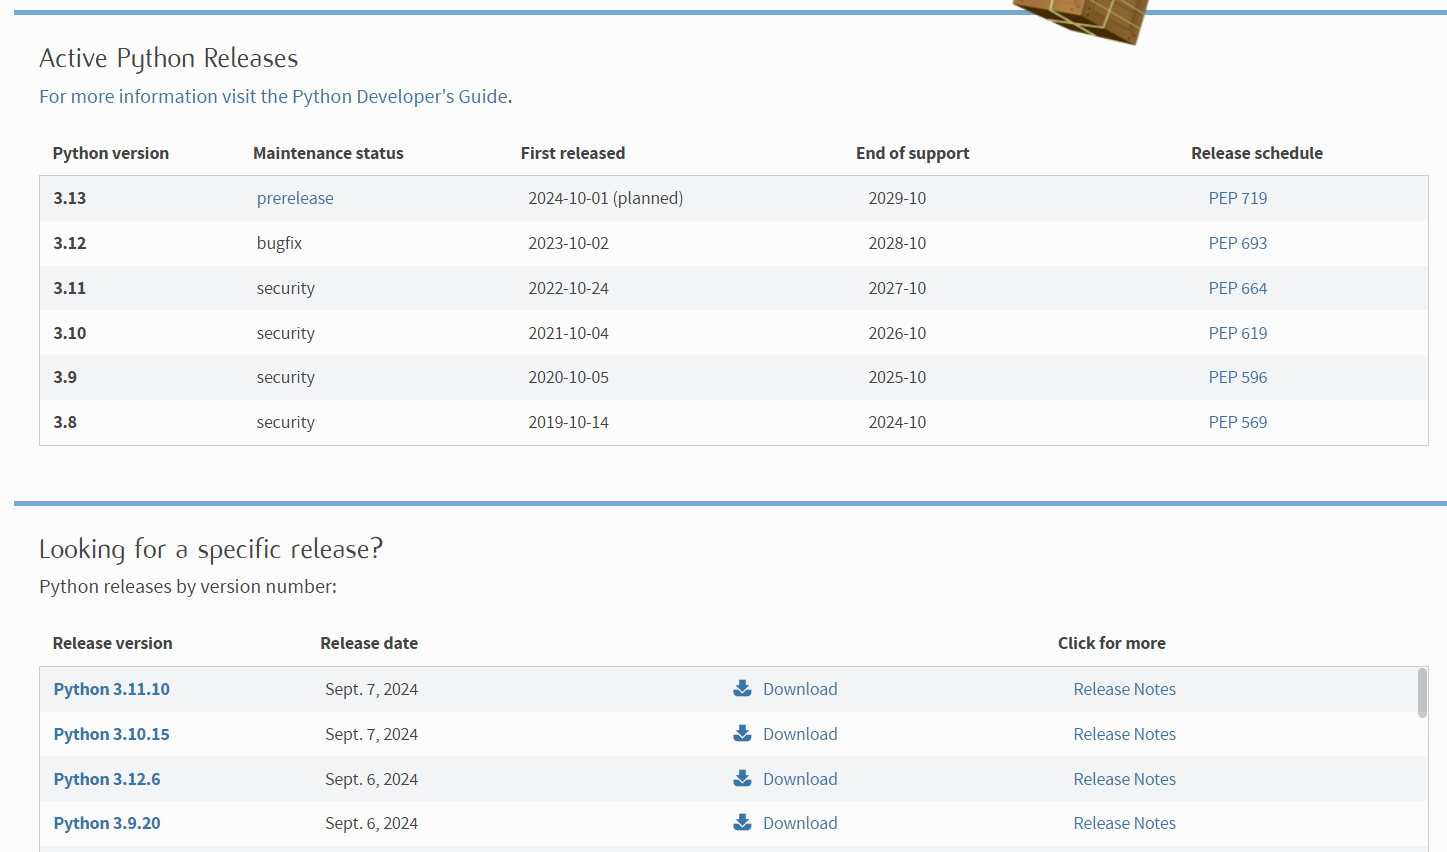 Active Python Releases
For more information visit the Python Developer's Guide.
Python version Maintenance status First released End of support Release schedule
3.13 prerelease 2024-10-01 (planned) 2029-10 PEP 719
3.12 bugfix 2023-10-02 2028-10 PEP 693
3.11 security 2022-10-24 2027-10 PEP 664
3.10 security 2021-10-04 2026-10 PEP 619
3.9 security 2020-10-05 2025-10 PEP 596
3.8 security 2019-10-14 2024-10 PEP 569
Looking for a specific release?
Python releases by version number:
Release version Release date Click for more
Python 3.11.10 Sept. 7, 2024 Download Release Notes
Python 3.10.15 Sept. 7, 2024 Download Release Notes
Python 3.12.6 Sept. 6, 2024 Download Release Notes
Python 3.9.20 Sept. 6, 2024 Download Release Notes